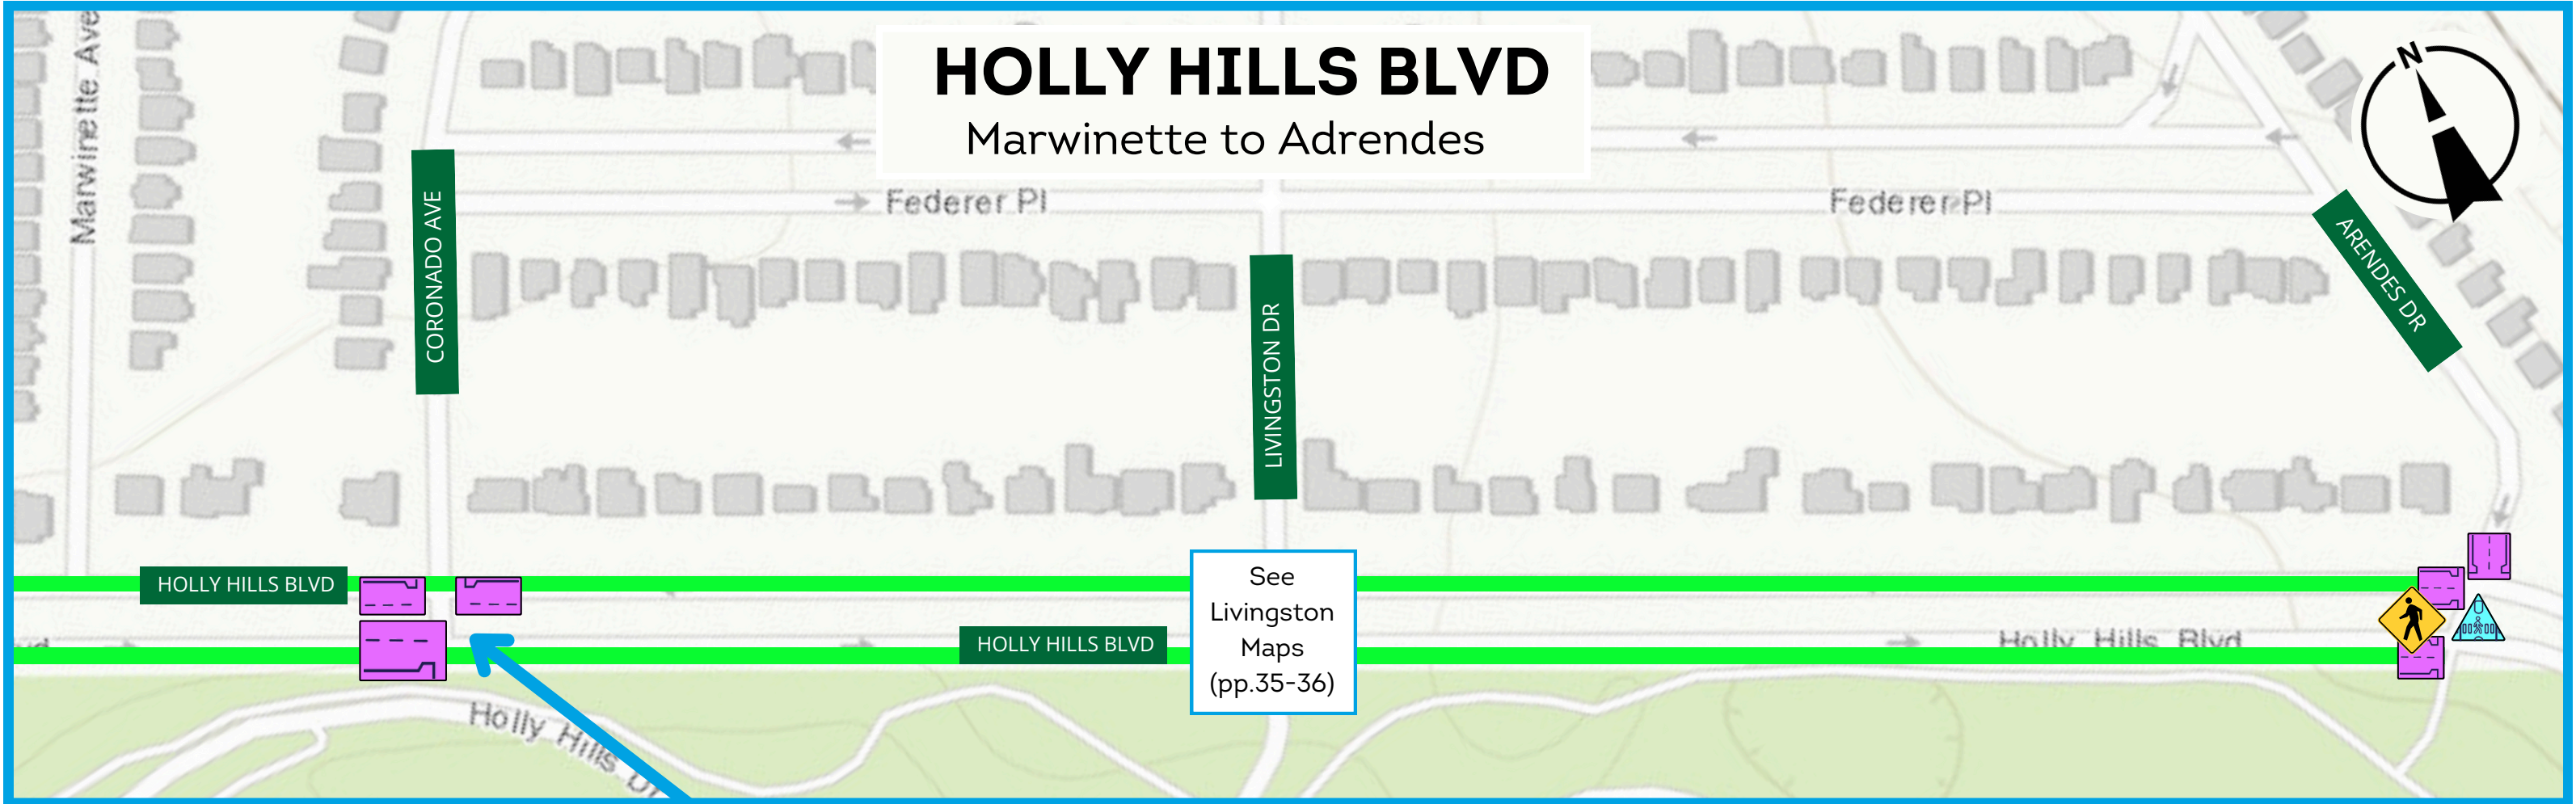 HOLLY HILLS BLVD
Marwinette to Adrendes
N
Marwinette Ave
CORONADO AVE
Federer Pl
Federer Pl
LIVINGSTON DR
ARENDES DR
HOLLY HILLS BLVD
See
Livingston
Maps
(pp.35-36)
HOLLY HILLS BLVD
Holly Hills Blvd
Holly Hills